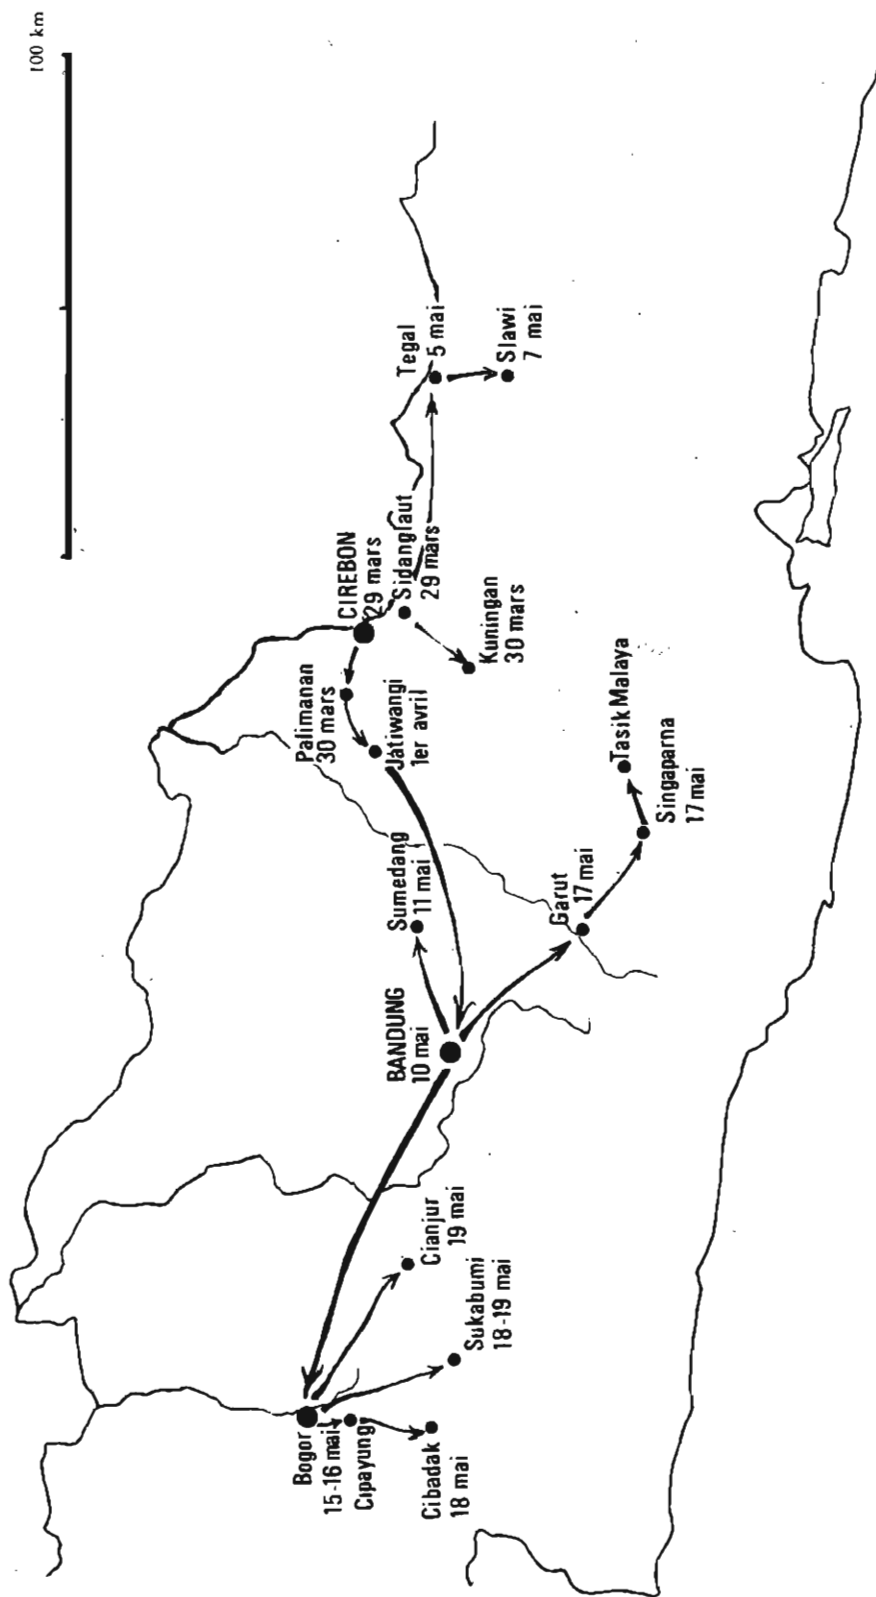 100 km
CIREBON
29 mars
Sidanglaut
29 mars
Tegal
5 mai
Slawi
7 mai
Palimanan
30 mars
Jatiwangi
1er avril
Kuningan
30 mars
Sumedang
11 mai
BANDUNG
10 mai
Garut
17 mai
Singaparna
17 mai
TasikMalaya
Bogor
15-16 mai
Cipayung
Cianjur
19 mai
Sukabumi
18-19 mai
Cibadak
18 mai